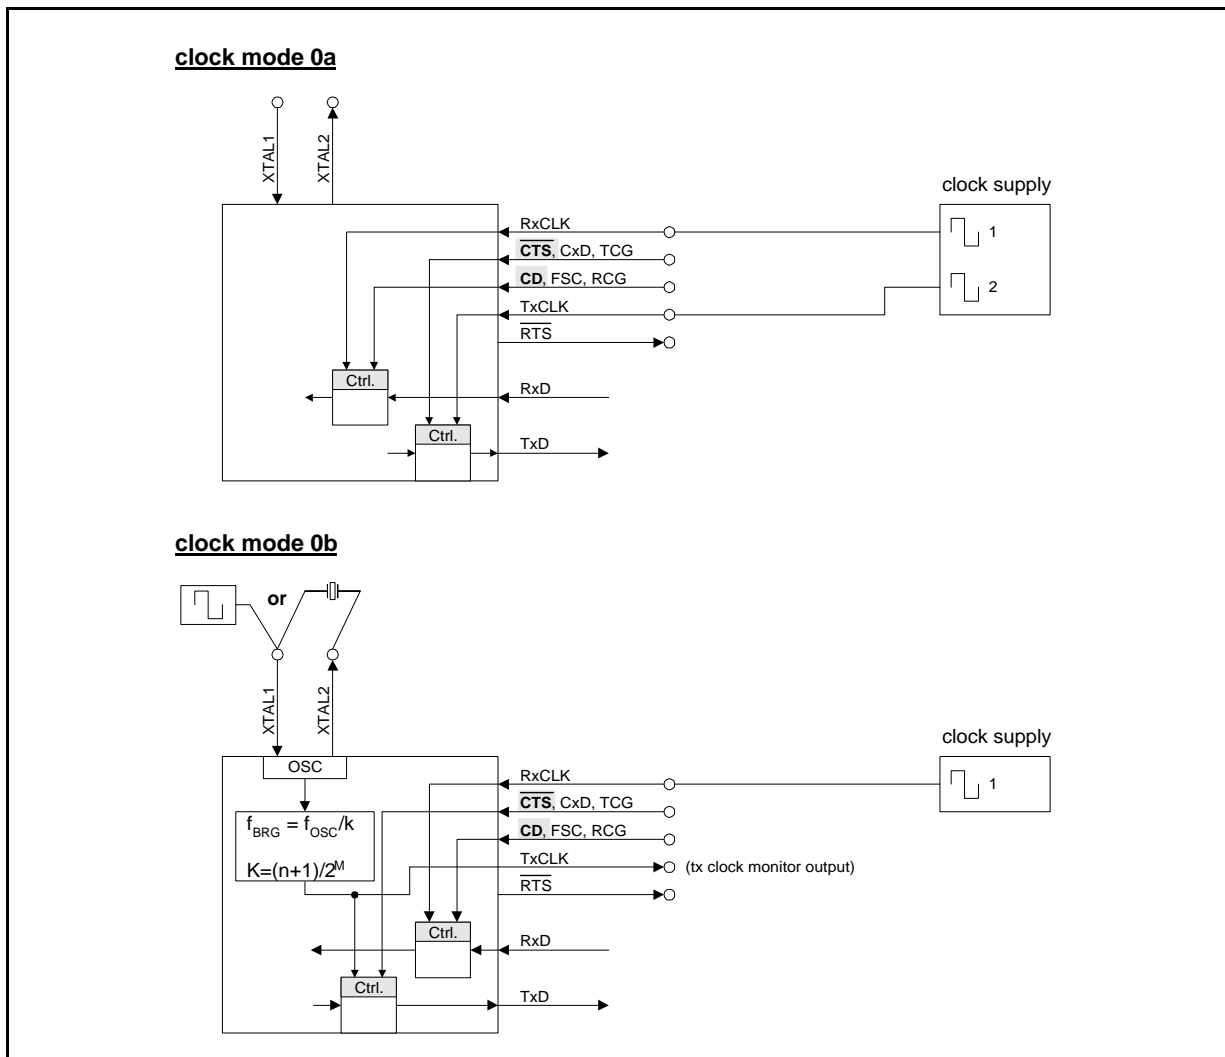 clock mode 0a
XTAL1
XTAL2
clock supply
RxCLK
1
CTS, CxD, TCG
CD, FSC, RCG
2
TxCLK
RTS
Ctrl.
RxD
Ctrl.
TxD
clock mode 0b
or
XTAL1
XTAL2
clock supply
OSC
RxCLK
1
CTS, CxD, TCG
fBRG = fOSC/k
CD, FSC, RCG
K=(n+1)/2^M
TxCLK
(tx clock monitor output)
RTS
Ctrl.
RxD
Ctrl.
TxD